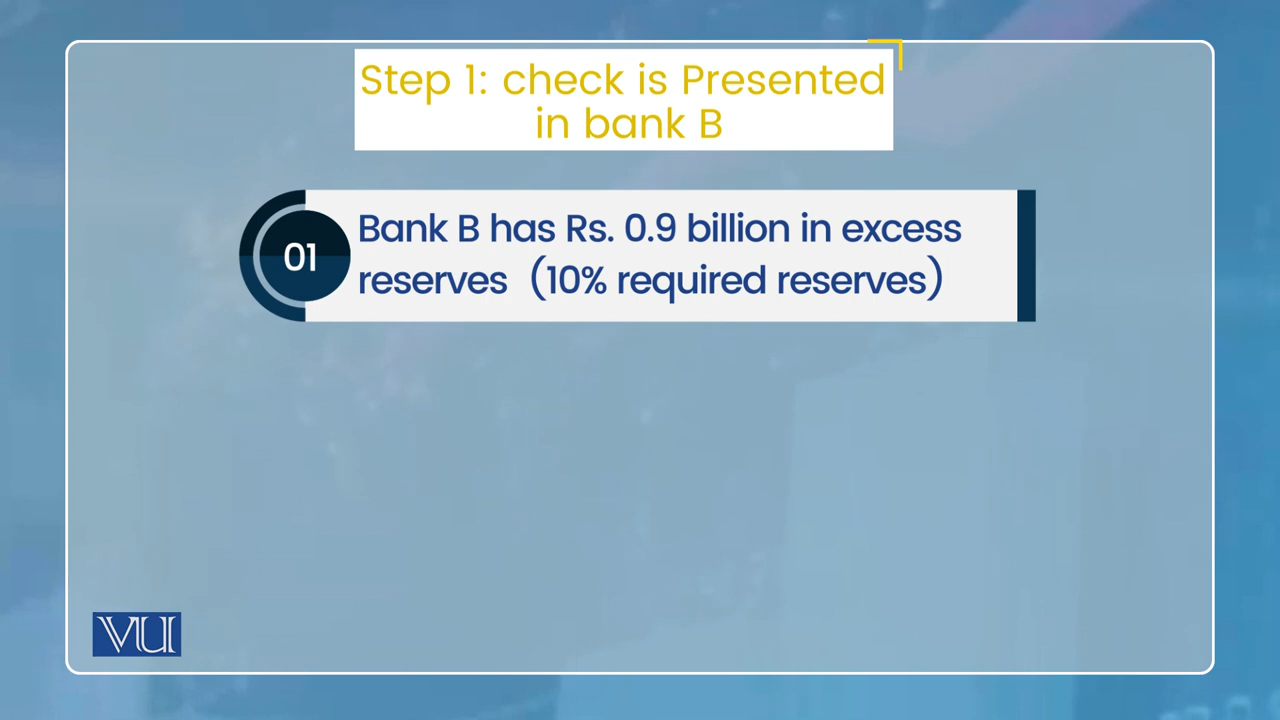 Step 1: check is Presented
in bank B
01
Bank B has Rs. 0.9 billion in excess
reserves (10% required reserves)
VU